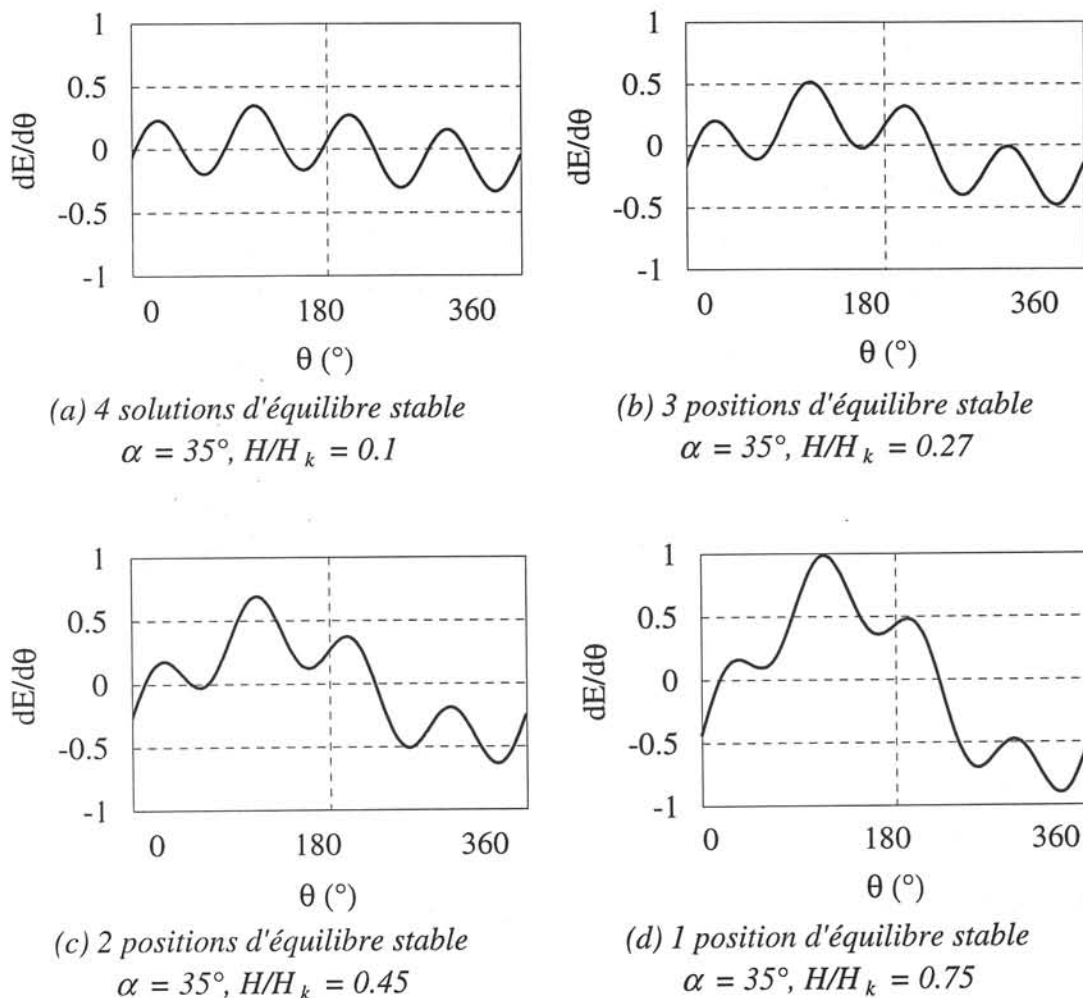 1
0.5
0
-0.5
-1
dE/dθ
0 180 360
θ (°)
(a) 4 solutions d'équilibre stable
α = 35°, H/H k = 0.1
1
0.5
0
-0.5
-1
dE/dθ
0 180 360
θ (°)
(b) 3 positions d'équilibre stable
α = 35°, H/H k = 0.27
1
0.5
0
-0.5
-1
dE/dθ
0 180 360
θ (°)
(c) 2 positions d'équilibre stable
α = 35°, H/H k = 0.45
1
0.5
0
-0.5
-1
dE/dθ
0 180 360
θ (°)
(d) 1 position d'équilibre stable
α = 35°, H/H k = 0.75